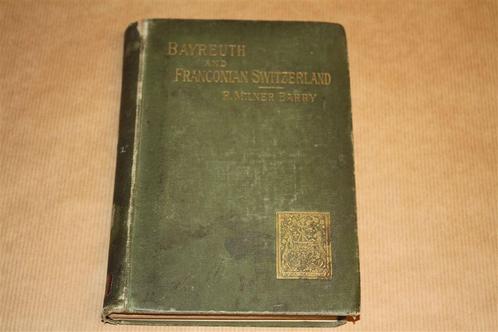 BAYREUTH
AND
FRANCONIAN SWITZERLAND
R. MILNER BARRY